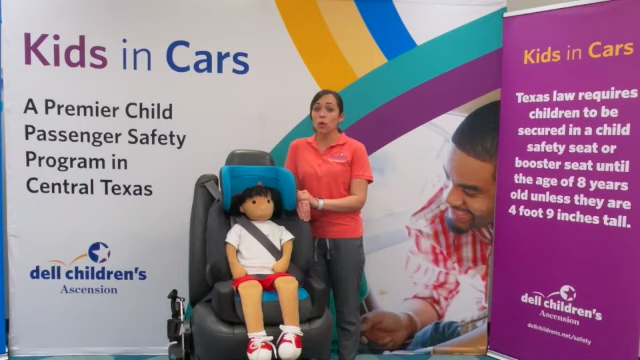 Kids in Cars
A Premier Child
Passenger Safety
Program in
Central Texas
dell children's
Ascension
Kids in Cars
Texas law requires
children to be
secured in a child
safety seat or
booster seat until
the age of 8 years
old unless they are
4 foot 9 inches tall.
dell children's
Ascension
dellchildrens.net/safety